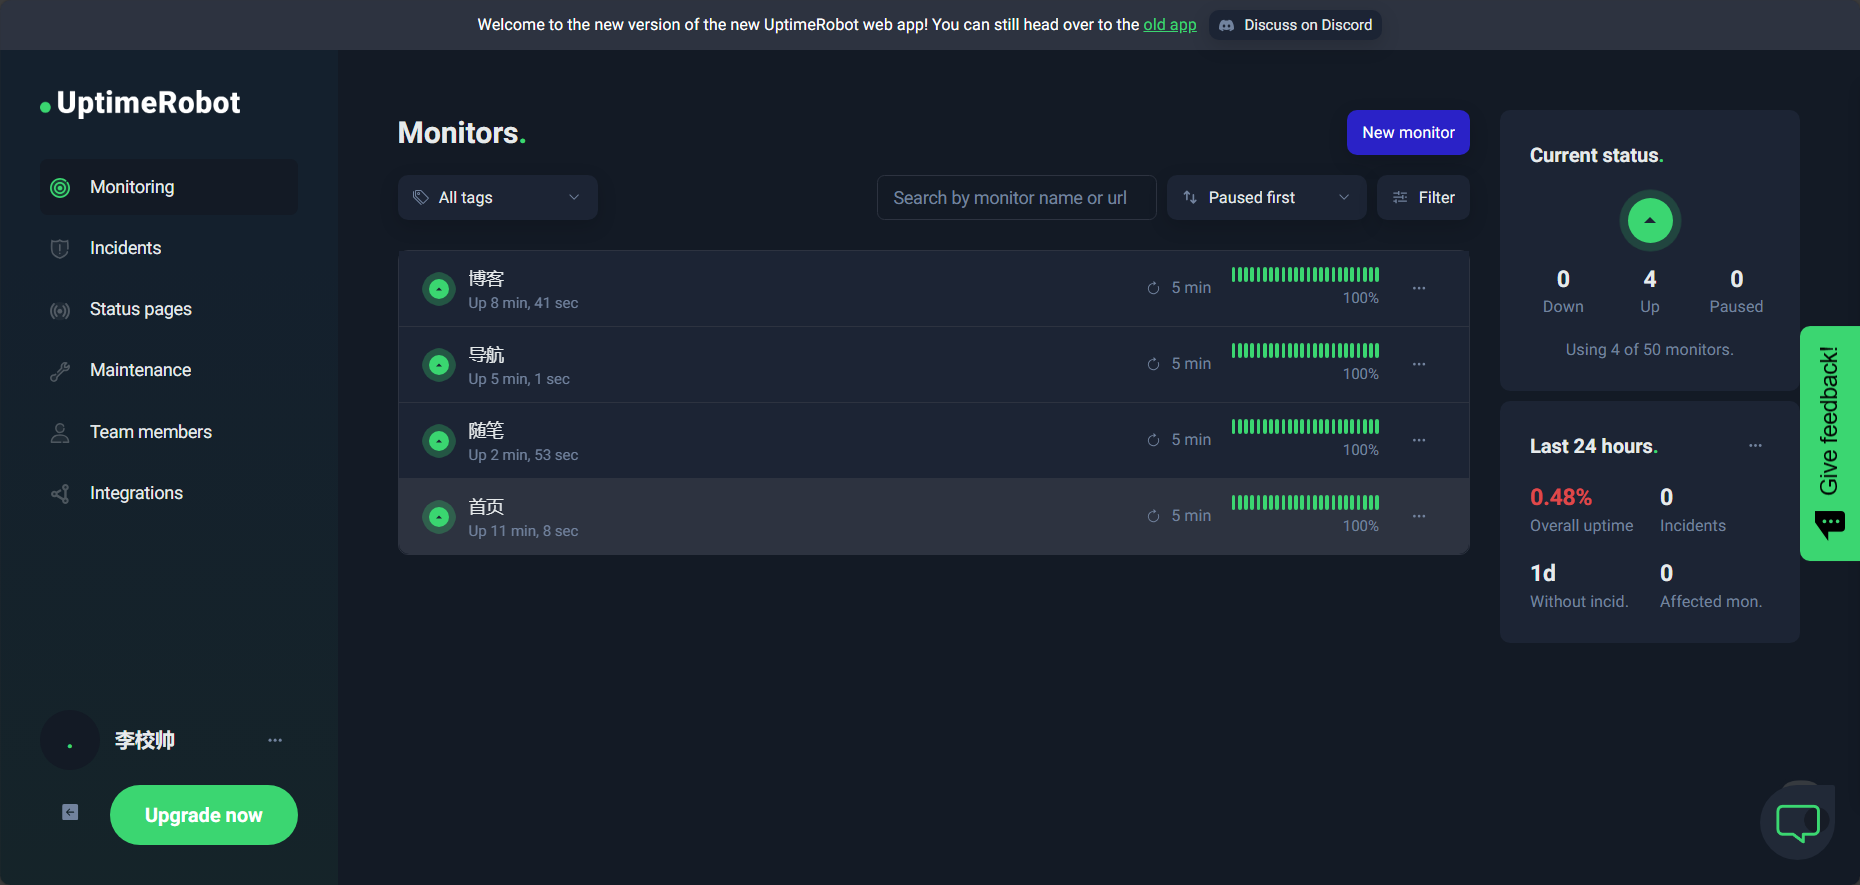 Welcome to the new version of the new UptimeRobot web app! You can still head over to the old app Discuss on Discord
UptimeRobot
Monitoring
Incidents
Status pages
Maintenance
Team members
Integrations
李校帅
Upgrade now
Monitors.
New monitor
All tags
Search by monitor name or url
Paused first
Filter
博客
Up 8 min, 41 sec
5 min
100%
导航
Up 5 min, 1 sec
5 min
100%
随笔
Up 2 min, 53 sec
5 min
100%
首页
Up 11 min, 8 sec
5 min
100%
Current status.
0 4 0
Down Up Paused
Using 4 of 50 monitors.
Last 24 hours.
0.48% 0
Overall uptime Incidents
1d 0
Without incid. Affected mon.
Give feedback!